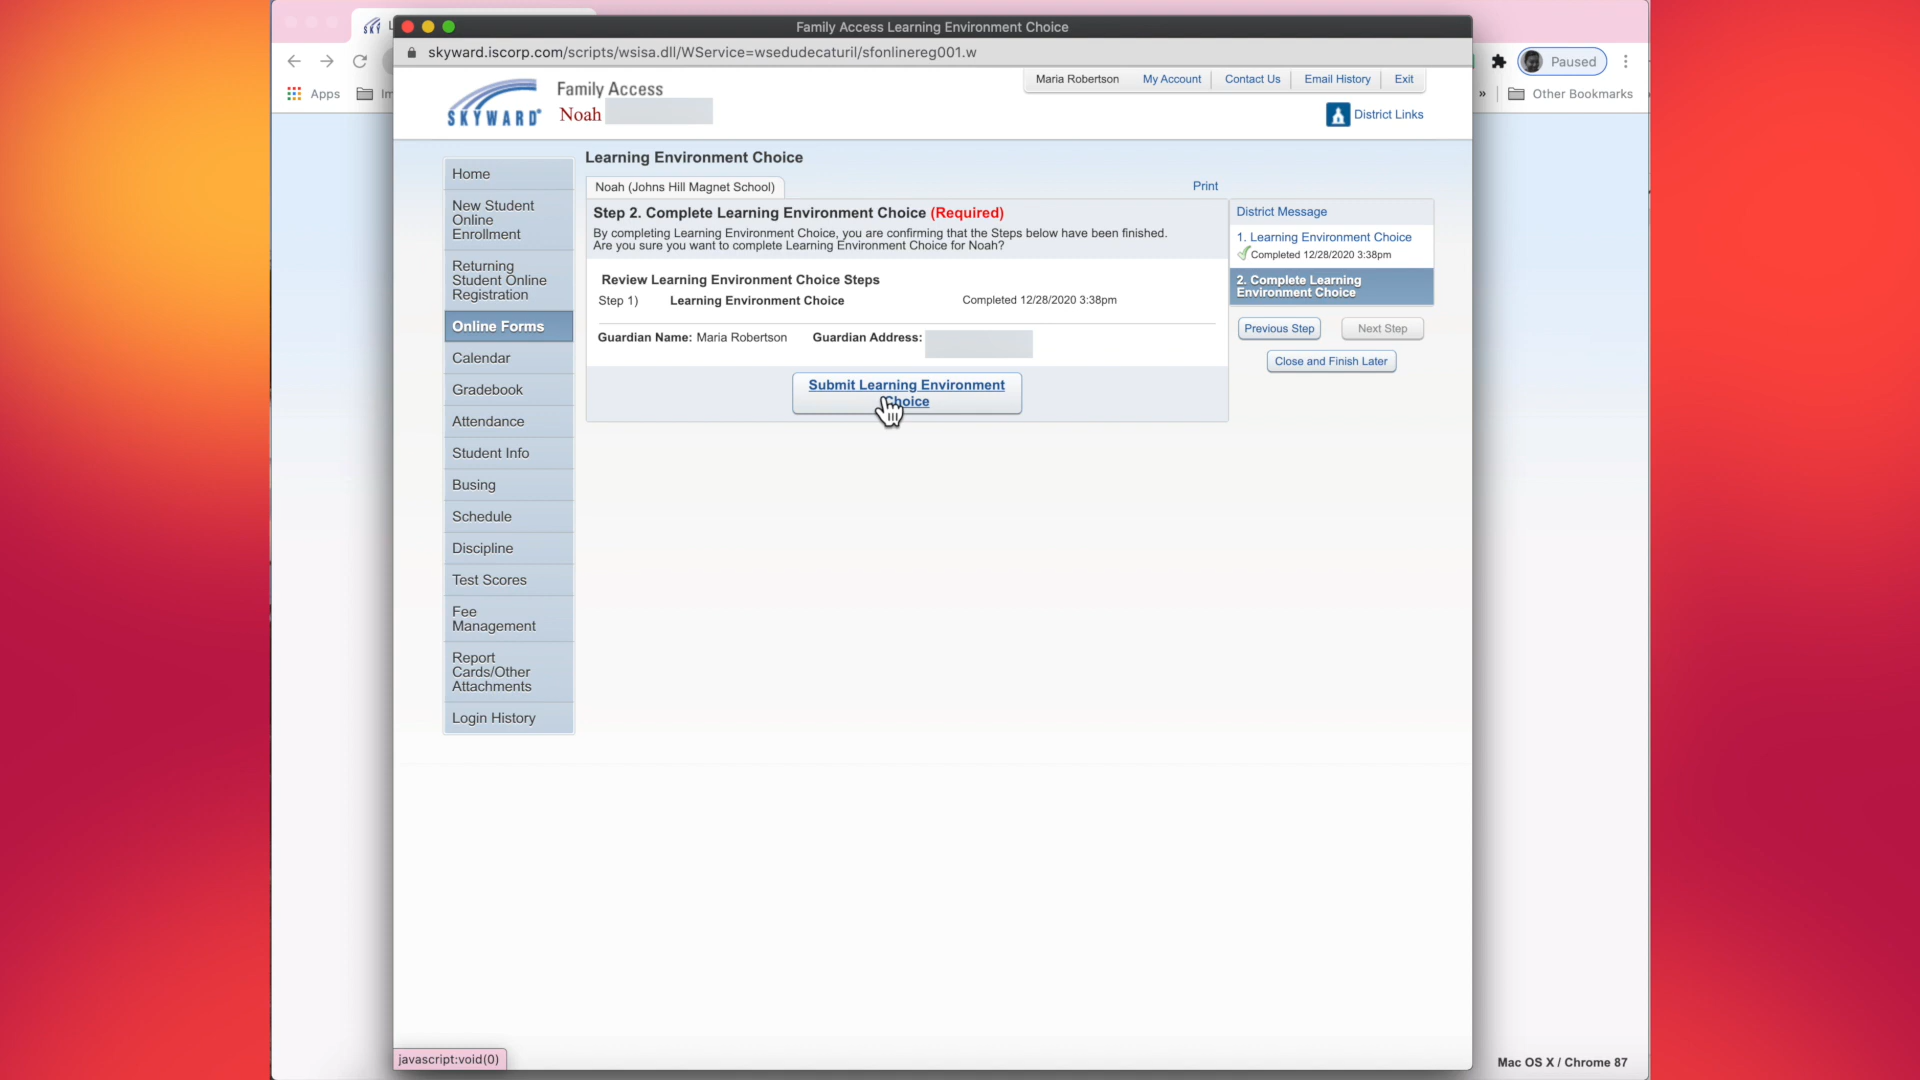 Family Access Learning Environment Choice
skyward.iscorp.com/scripts/wsisa.dll/WService=wsedudecaturil/sfonlinereg001.w
Paused
Apps
Other Bookmarks
SKYWARD
Family Access
Noah
Maria Robertson
My Account
Contact Us
Email History
Exit
District Links
Home
New Student
Online
Enrollment
Returning
Student Online
Registration
Online Forms
Calendar
Gradebook
Attendance
Student Info
Busing
Schedule
Discipline
Test Scores
Fee
Management
Report
Cards/Other
Attachments
Login History
Learning Environment Choice
Noah (Johns Hill Magnet School)
Print
Step 2. Complete Learning Environment Choice (Required)
By completing Learning Environment Choice, you are confirming that the Steps below have been finished.
Are you sure you want to complete Learning Environment Choice for Noah?
Review Learning Environment Choice Steps
Step 1) Learning Environment Choice Completed 12/28/2020 3:38pm
Guardian Name: Maria Robertson Guardian Address:
Submit Learning Environment
Choice
District Message
1. Learning Environment Choice
Completed 12/28/2020 3:38pm
2. Complete Learning
Environment Choice
Previous Step
Next Step
Close and Finish Later
javascript:void(0)
Mac OS X / Chrome 87